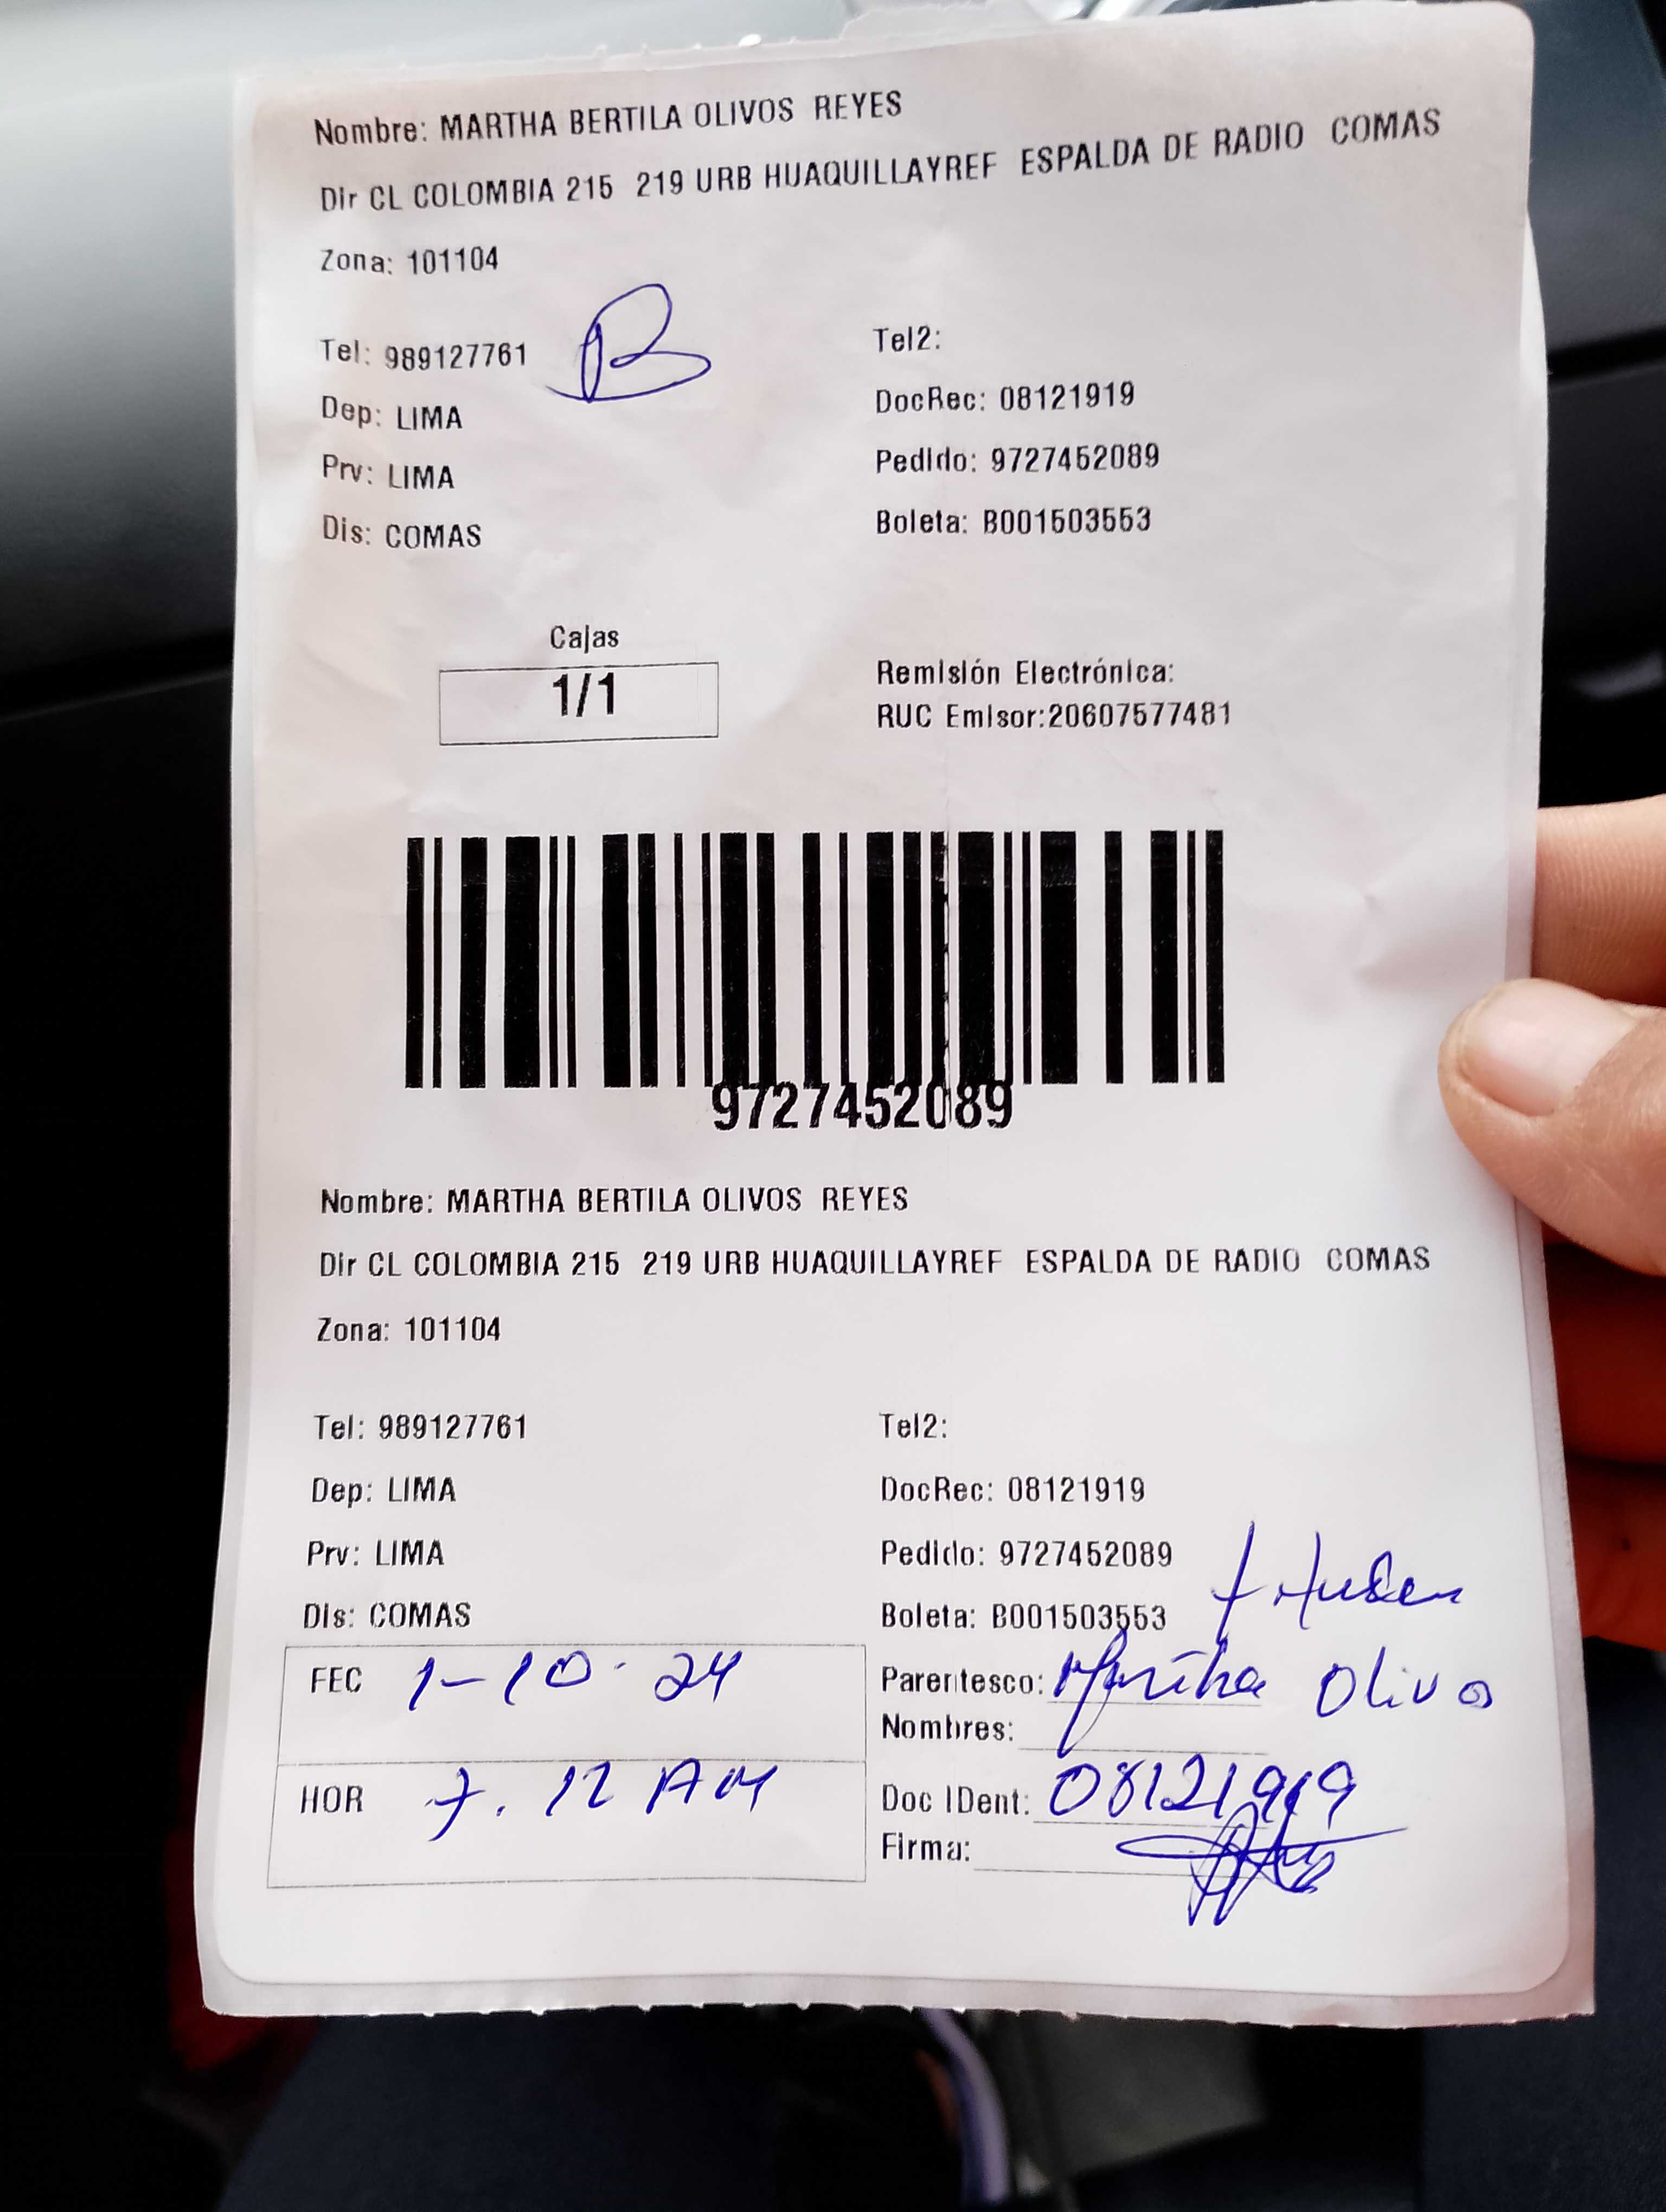 Nombre: MARTHA BERTILA OLIVOS REYES
Dir CL COLOMBIA 215 219 URB HUAQUILLAYREF ESPALDA DE RADIO COMAS
Zona: 101104
Tel: 989127761 B
Tel2:
Dep: LIMA
DocRec: 08121919
Prv: LIMA
Pedido: 9727452089
Dis: COMAS
Boleta: B001503553
Cajas
1/1
Remisión Electrónica:
RUC Emisor:20607577481
9727452089
Nombre: MARTHA BERTILA OLIVOS REYES
Dir CL COLOMBIA 215 219 URB HUAQUILLAYREF ESPALDA DE RADIO COMAS
Zona: 101104
Tel: 989127761
Tel2:
Dep: LIMA
DocRec: 08121919
Prv: LIMA
Pedido: 9727452089
Dis: COMAS
Boleta: B001503553
FEC 1-10-24
Parentesco: Martha Olivos
Nombres:
HOR 7.12 AM
Doc IDent: 08121919
Firma: